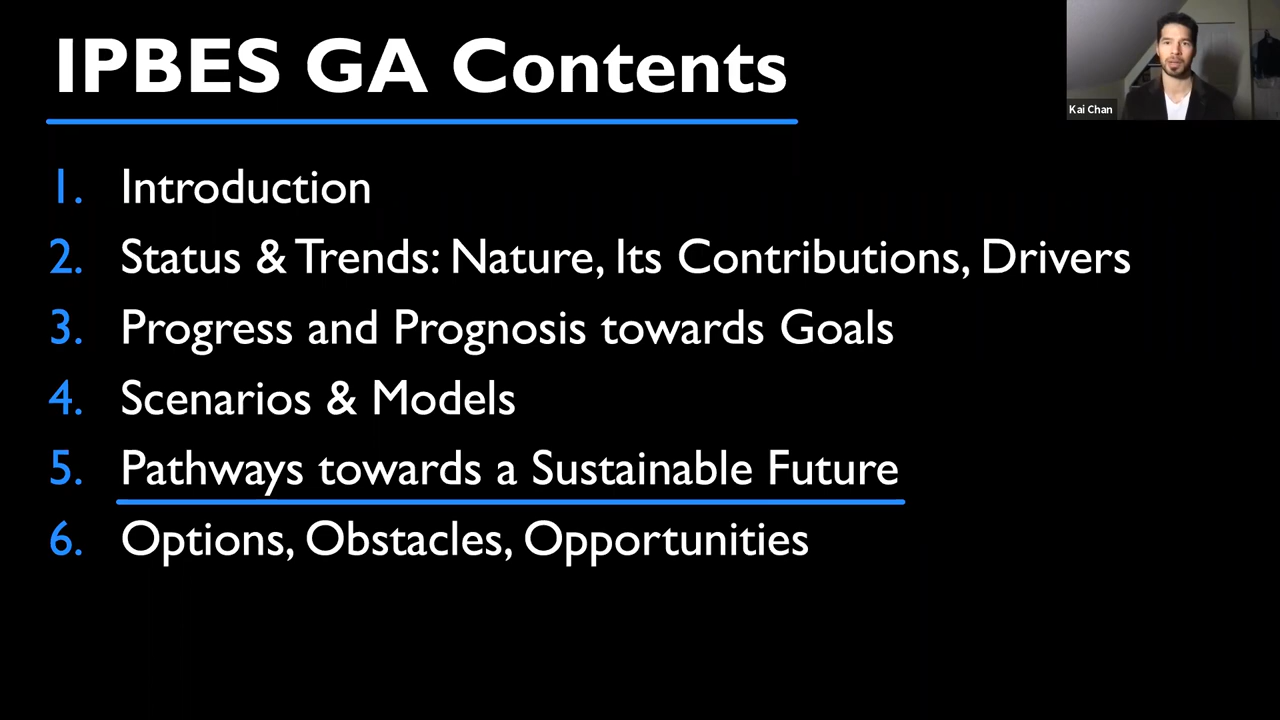 IPBES GA Contents
Kai Chan
1. Introduction
2. Status & Trends: Nature, Its Contributions, Drivers
3. Progress and Prognosis towards Goals
4. Scenarios & Models
5. Pathways towards a Sustainable Future
6. Options, Obstacles, Opportunities